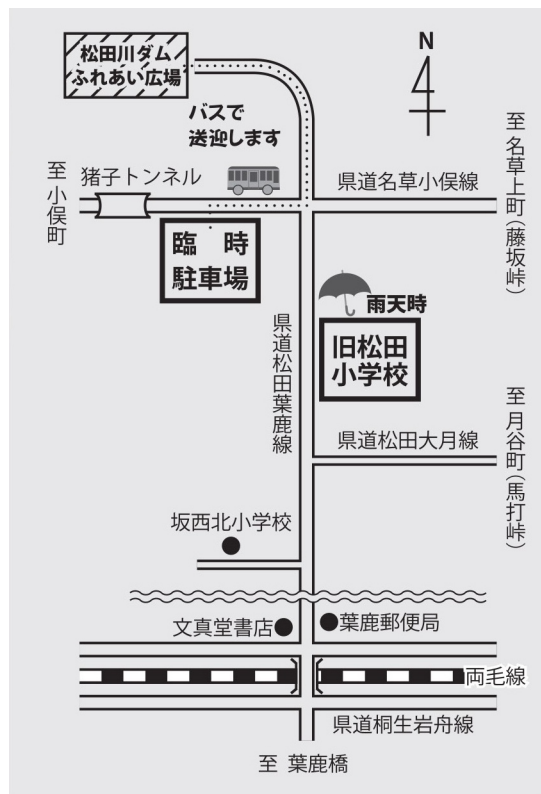 松田川ダム
ふれあい広場
N
バスで
送迎します
至 小俣町
猪子トンネル
県道名草小俣線
至 名草上町(藤坂峠)
臨 時
駐車場
雨天時
旧松田
小学校
県道松田葉鹿線
県道松田大月線
至 月谷町(馬打峠)
坂西北小学校
文真堂書店
葉鹿郵便局
両毛線
県道桐生岩舟線
至 葉鹿橋